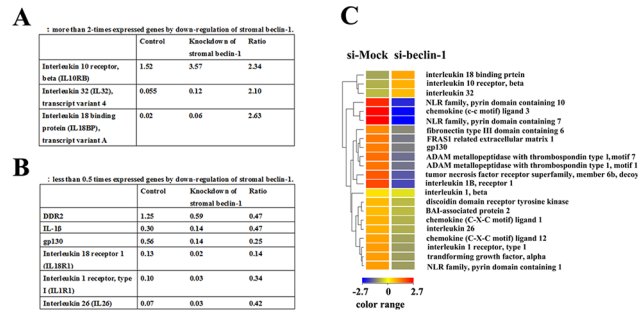 A
: more than 2-times expressed genes by down-regulation of stromal beclin-1.
Control Knockdown of stromal beclin-1 Ratio
Interleukin 10 receptor, beta (IL10RB) 1.52 3.57 2.34
Interleukin 32 (IL32), transcript variant 4 0.055 0.12 2.10
Interleukin 18 binding protein (IL18BP), transcript variant A 0.02 0.06 2.63
B
: less than 0.5 times expressed genes by down-regulation of stromal beclin-1.
Control Knockdown of stromal beclin-1 Ratio
DDR2 1.25 0.59 0.47
IL-1ß 0.30 0.14 0.47
gp130 0.56 0.14 0.25
Interleukin 18 receptor 1 (IL18R1) 0.13 0.02 0.14
Interleukin 1 receptor, type I (IL1R1) 0.10 0.03 0.34
Interleukin 26 (IL26) 0.07 0.03 0.42
C
si-Mock si-beclin-1
interleukin 18 binding prtein
interleukin 10 receptor, beta
interleukin 32
NLR family, pyrin domain containing 10
chemokine (c-c motif) ligand 3
NLR family, pyrin domain containing 7
fibronectin type III domain containing 6
FRAS1 related extracellular matrix 1
gp130
ADAM metallopeptidase with thrombospondin type 1,motif 7
ADAM metallopeptidase with thrombospondin type 1, motif 1
tumor necrosis factor receptor superfamily, member 6b, decoy
interleukin 1B, receptor 1
interleukin 1, beta
discoidin domain receptor tyrosine kinase
BAI-associated protein 2
chemokine (C-X-C motif) ligand 1
interleukin 26
chemokine (C-X-C motif) ligand 12
interleukin 1 receptor, type 1
trandforming growth factor, alpha
NLR family, pyrin domain containing 1
-2.7 0 2.7
color range